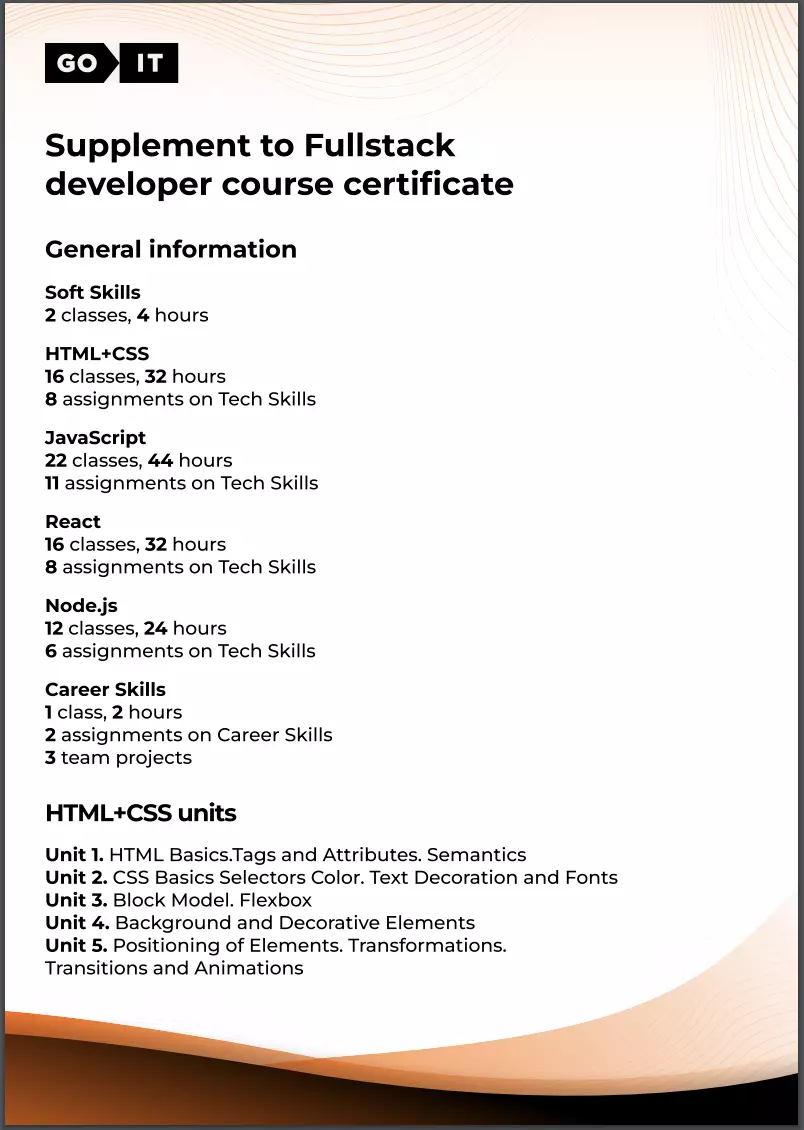 GO IT
Supplement to Fullstack
developer course certificate
General information
Soft Skills
2 classes, 4 hours
HTML+CSS
16 classes, 32 hours
8 assignments on Tech Skills
JavaScript
22 classes, 44 hours
11 assignments on Tech Skills
React
16 classes, 32 hours
8 assignments on Tech Skills
Node.js
12 classes, 24 hours
6 assignments on Tech Skills
Career Skills
1 class, 2 hours
2 assignments on Career Skills
3 team projects
HTML+CSS units
Unit 1. HTML Basics.Tags and Attributes. Semantics
Unit 2. CSS Basics Selectors Color. Text Decoration and Fonts
Unit 3. Block Model. Flexbox
Unit 4. Background and Decorative Elements
Unit 5. Positioning of Elements. Transformations.
Transitions and Animations